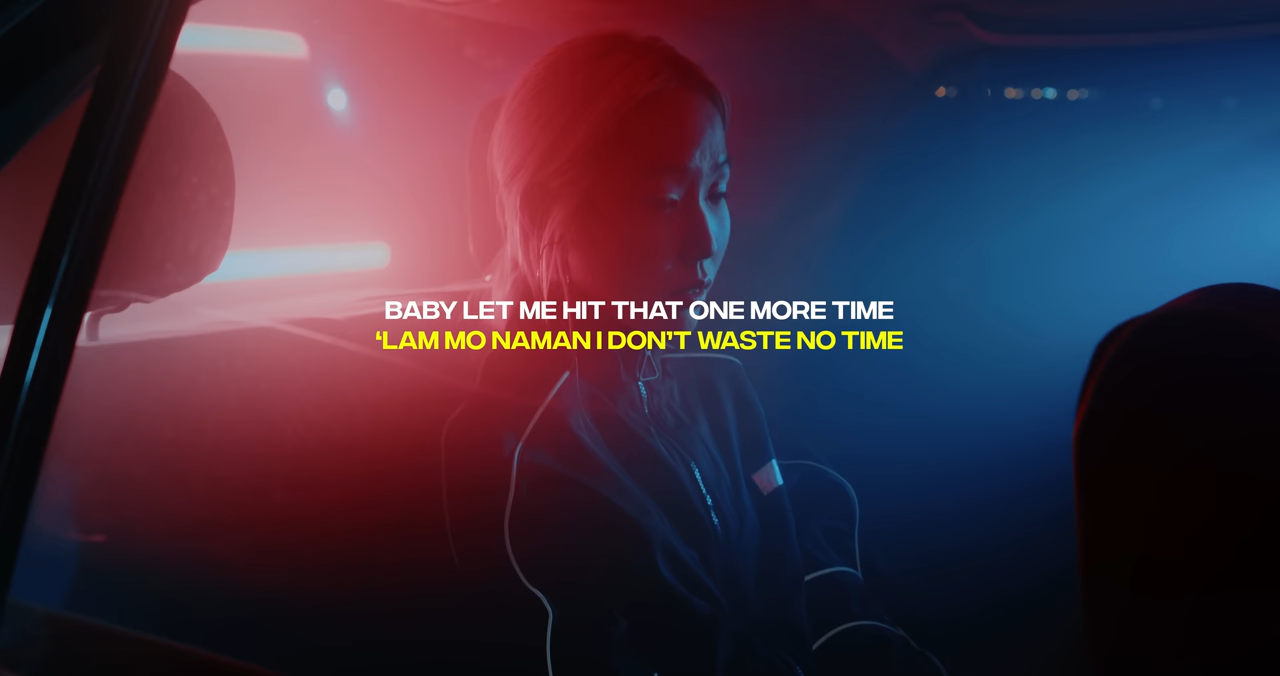 BABY LET ME HIT THAT ONE MORE TIME
‘LAM MO NAMAN I DON’T WASTE NO TIME